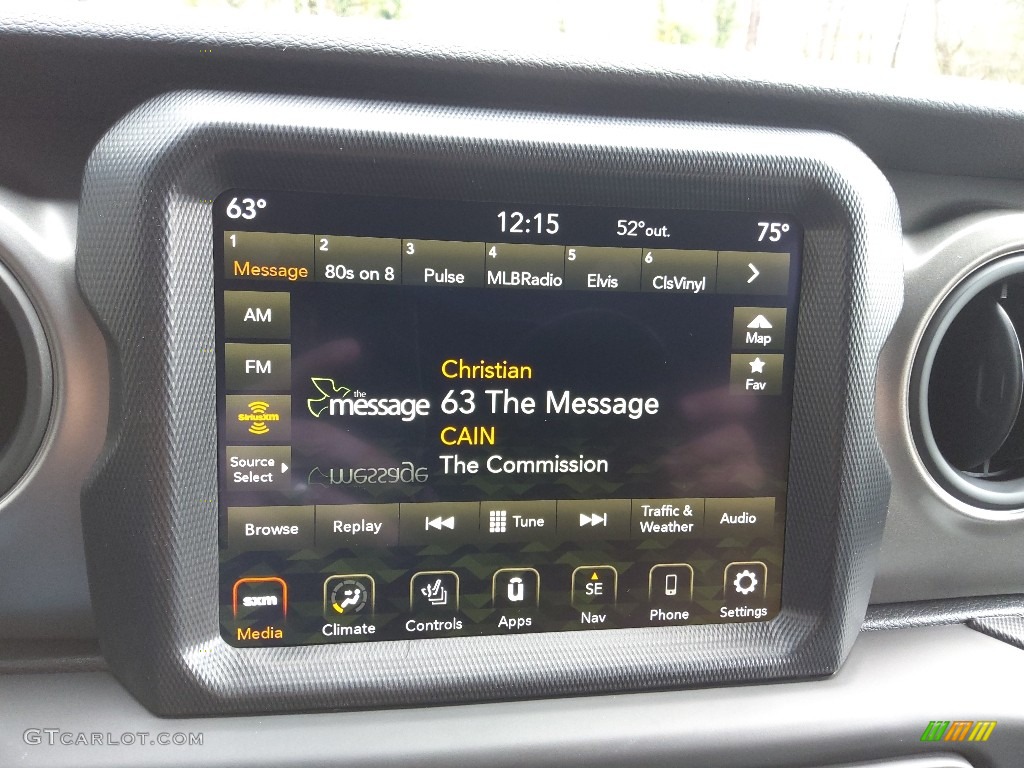 63° 12:15 52°out. 75°
1 Message 2 80s on 8 3 Pulse 4 MLBRadio 5 Elvis 6 ClsVinyl
AM
FM
SiriusXM
Source
Select
Map
Fav
the
message
Christian
63 The Message
CAIN
The Commission
Browse Replay Tune Traffic &
Weather Audio
sxm
Media Climate Controls Apps
SE
Nav Phone Settings
GTCARLOT.COM